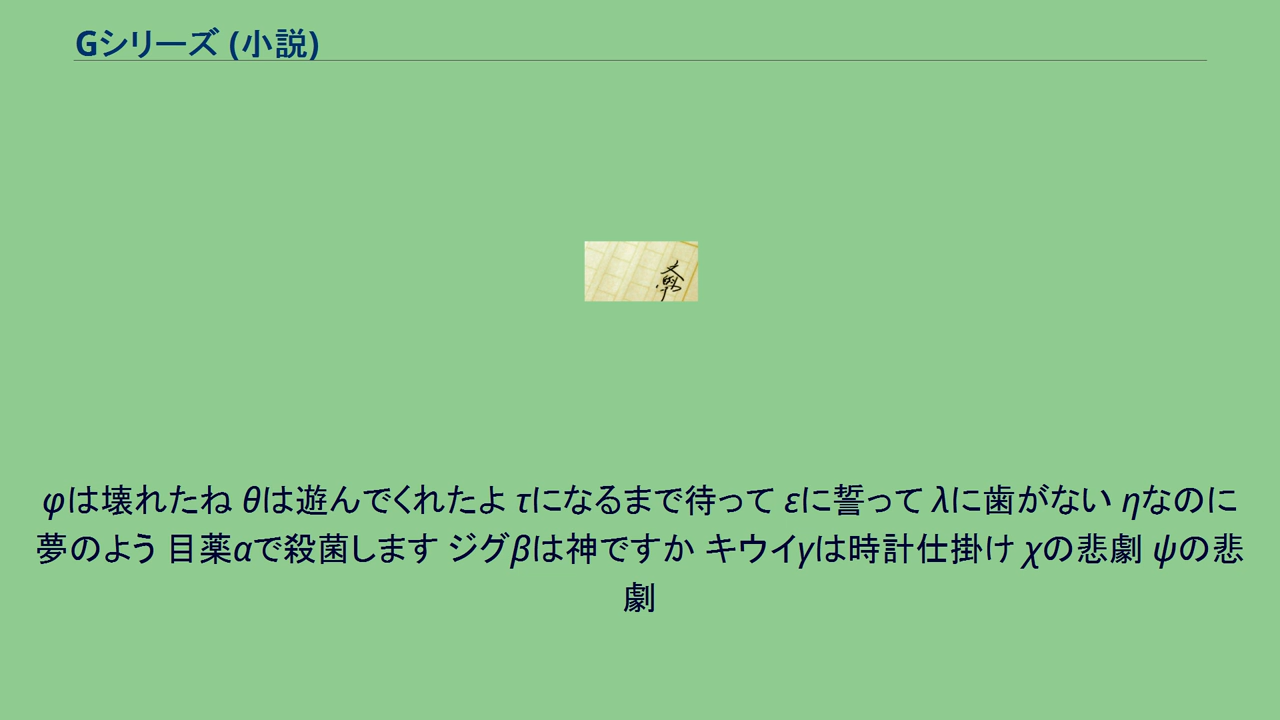 Gシリーズ (小説)
φは壊れたね θは遊んでくれたよ τになるまで待って εに誓って λに歯がない ηなのに
夢のよう 目薬αで殺菌します ジグβは神ですか キウイγは時計仕掛け χの悲劇 ψの悲
劇